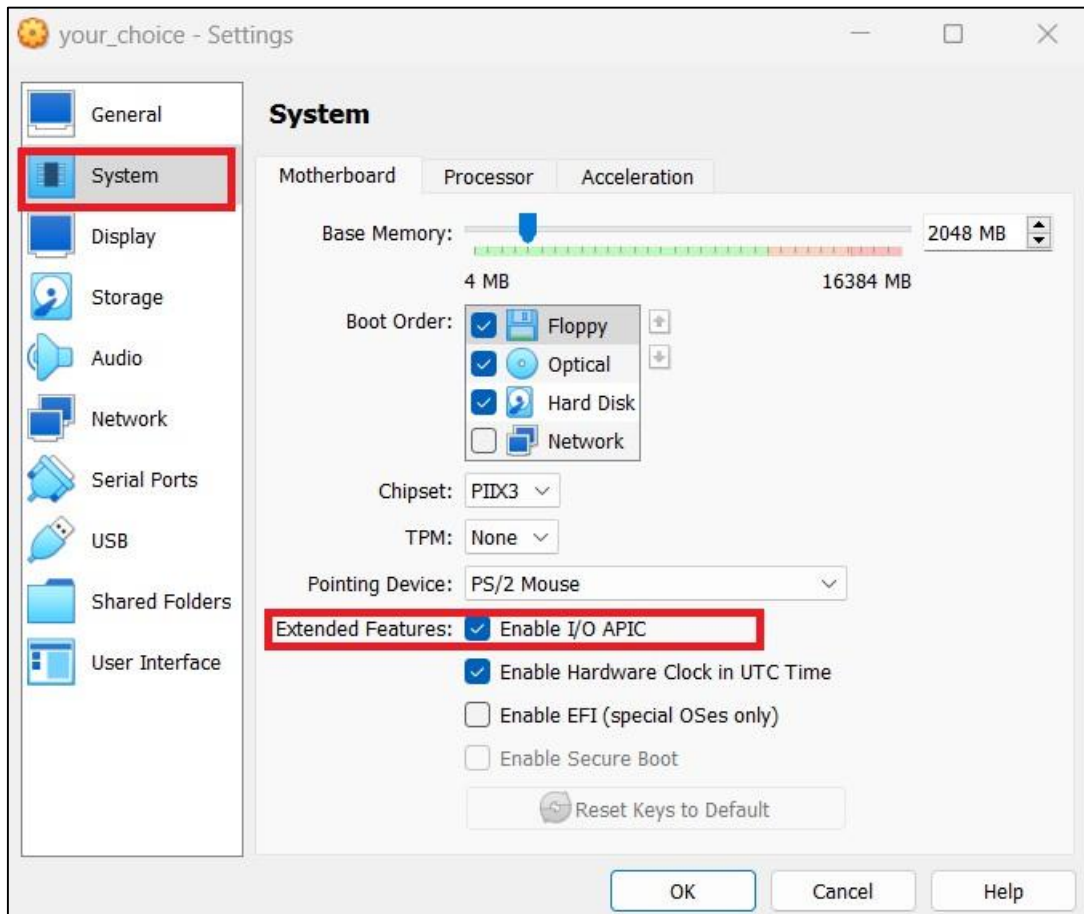 your_choice - Settings
General
System
Display
Storage
Audio
Network
Serial Ports
USB
Shared Folders
User Interface
System
Motherboard Processor Acceleration
Base Memory: 2048 MB
4 MB 16384 MB
Boot Order: Floppy
Optical
Hard Disk
Network
Chipset: PIIX3
TPM: None
Pointing Device: PS/2 Mouse
Extended Features: Enable I/O APIC
Enable Hardware Clock in UTC Time
Enable EFI (special OSes only)
Enable Secure Boot
Reset Keys to Default
OK Cancel Help